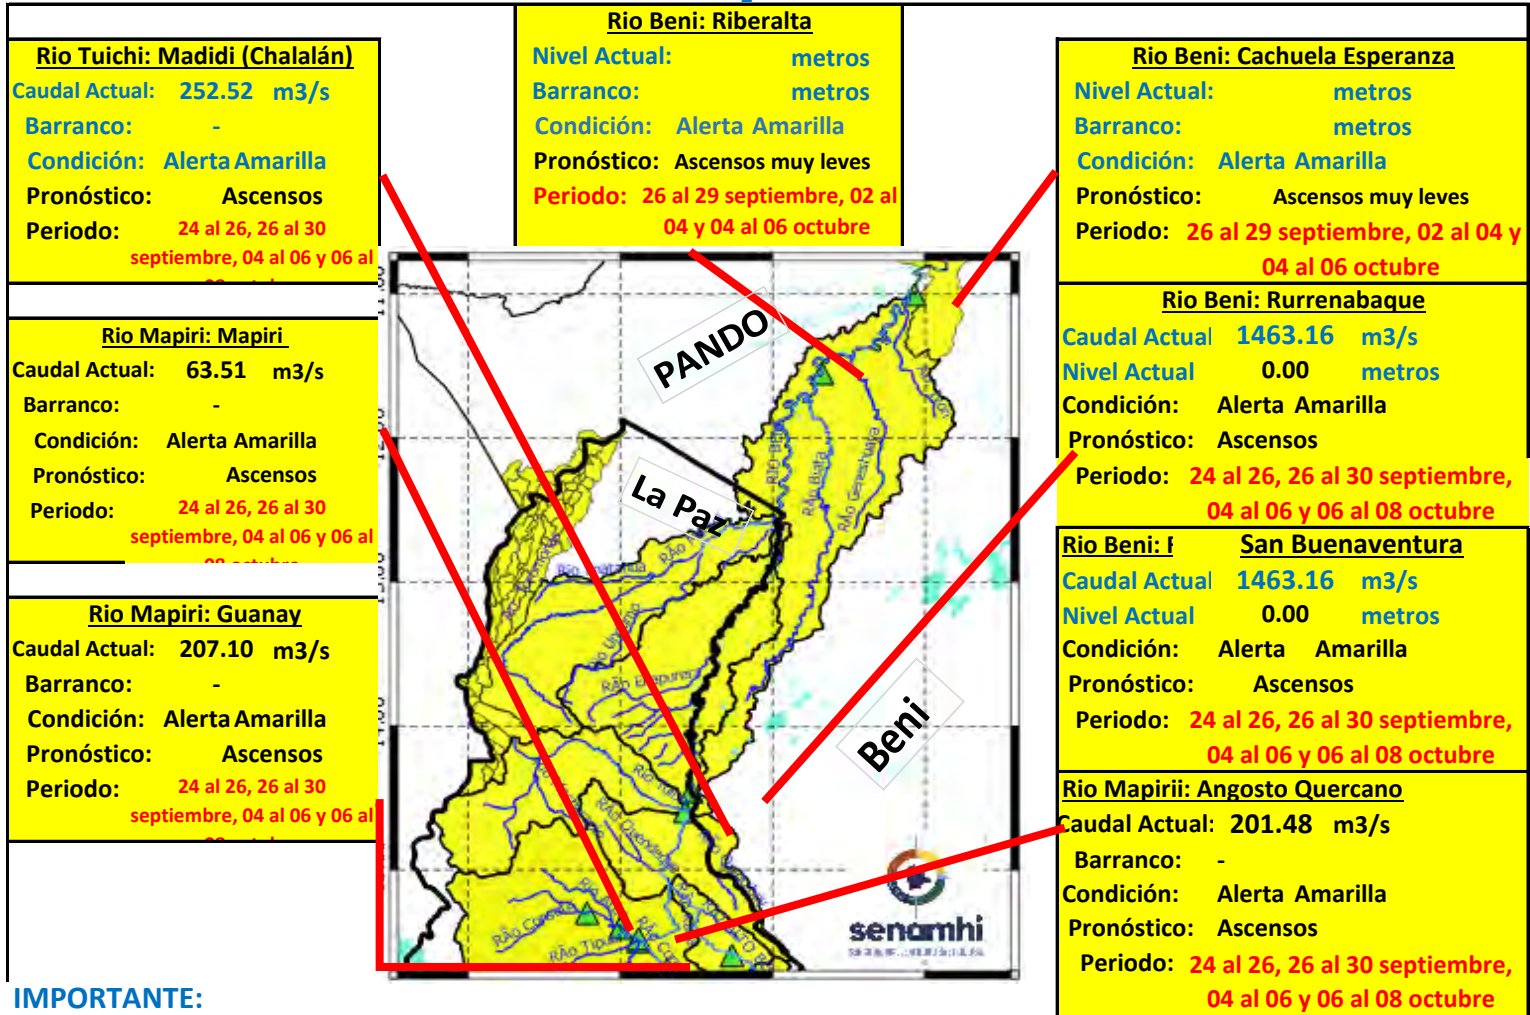 Rio Tuichi: Madidi (Chalalán)
Caudal Actual: 252.52 m3/s
Barranco: -
Condición: Alerta Amarilla
Pronóstico: Ascensos
Periodo: 24 al 26, 26 al 30
septiembre, 04 al 06 y 06 al
Rio Mapiri: Mapiri
Caudal Actual: 63.51 m3/s
Barranco: -
Condición: Alerta Amarilla
Pronóstico: Ascensos
Periodo: 24 al 26, 26 al 30
septiembre, 04 al 06 y 06 al
Rio Mapiri: Guanay
Caudal Actual: 207.10 m3/s
Barranco: -
Condición: Alerta Amarilla
Pronóstico: Ascensos
Periodo: 24 al 26, 26 al 30
septiembre, 04 al 06 y 06 al
IMPORTANTE:
Rio Beni: Riberalta
Nivel Actual: metros
Barranco: metros
Condición: Alerta Amarilla
Pronóstico: Ascensos muy leves
Periodo: 26 al 29 septiembre, 02 al
04 y 04 al 06 octubre
PANDO
La Paz
Beni
RÃo Biata
RÃo Geneshuaya
senamhi
Rio Beni: Cachuela Esperanza
Nivel Actual: metros
Barranco: metros
Condición: Alerta Amarilla
Pronóstico: Ascensos muy leves
Periodo: 26 al 29 septiembre, 02 al 04 y
04 al 06 octubre
Rio Beni: Rurrenabaque
Caudal Actual 1463.16 m3/s
Nivel Actual 0.00 metros
Condición: Alerta Amarilla
Pronóstico: Ascensos
Periodo: 24 al 26, 26 al 30 septiembre,
04 al 06 y 06 al 08 octubre
Rio Beni: San Buenaventura
Caudal Actual 1463.16 m3/s
Nivel Actual 0.00 metros
Condición: Alerta Amarilla
Pronóstico: Ascensos
Periodo: 24 al 26, 26 al 30 septiembre,
04 al 06 y 06 al 08 octubre
Rio Mapirii: Angosto Quercano
Caudal Actual: 201.48 m3/s
Barranco: -
Condición: Alerta Amarilla
Pronóstico: Ascensos
Periodo: 24 al 26, 26 al 30 septiembre,
04 al 06 y 06 al 08 octubre